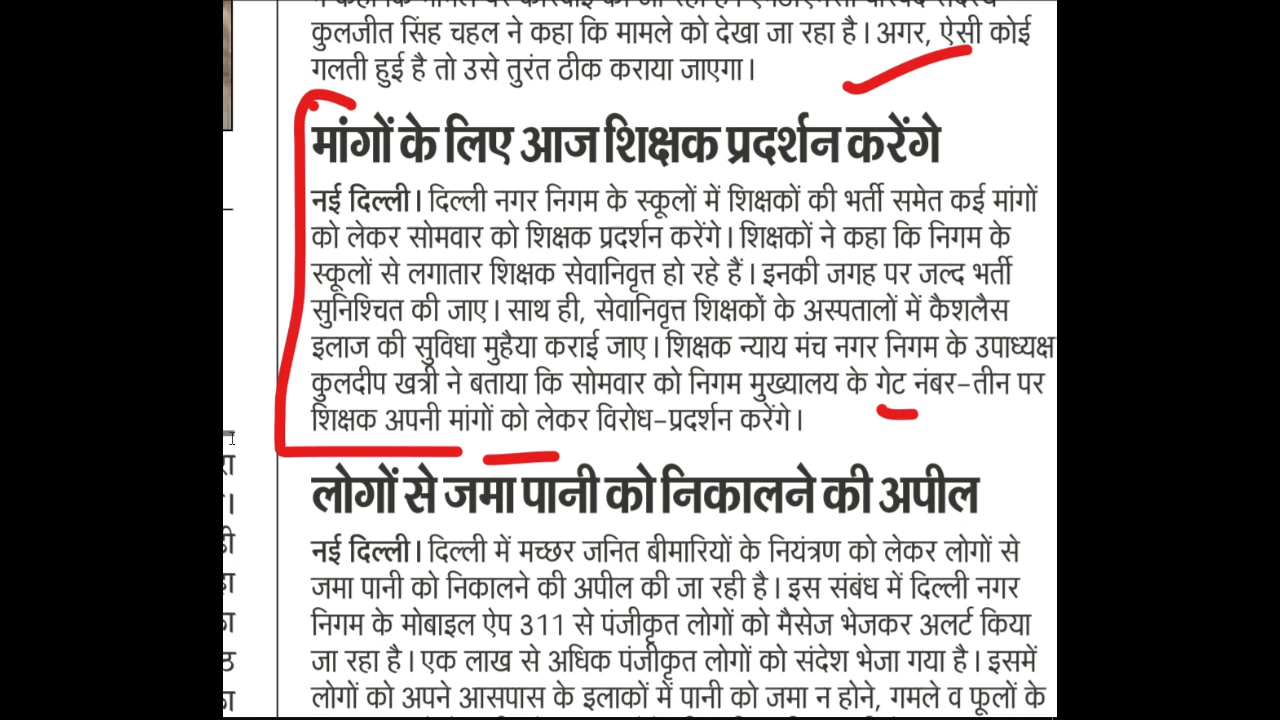 कुलजीत सिंह चहल ने कहा कि मामले को देखा जा रहा है। अगर, ऐसी कोई
गलती हुई है तो उसे तुरंत ठीक कराया जाएगा।
मांगों के लिए आज शिक्षक प्रदर्शन करेंगे
नई दिल्ली। दिल्ली नगर निगम के स्कूलों में शिक्षकों की भर्ती समेत कई मांगों
को लेकर सोमवार को शिक्षक प्रदर्शन करेंगे। शिक्षकों ने कहा कि निगम के
स्कूलों से लगातार शिक्षक सेवानिवृत्त हो रहे हैं। इनकी जगह पर जल्द भर्ती
सुनिश्चित की जाए। साथ ही, सेवानिवृत्त शिक्षकों के अस्पतालों में कैशलैस
इलाज की सुविधा मुहैया कराई जाए। शिक्षक न्याय मंच नगर निगम के उपाध्यक्ष
कुलदीप खत्री ने बताया कि सोमवार को निगम मुख्यालय के गेट नंबर-तीन पर
शिक्षक अपनी मांगों को लेकर विरोध-प्रदर्शन करेंगे।
लोगों से जमा पानी को निकालने की अपील
नई दिल्ली। दिल्ली में मच्छर जनित बीमारियों के नियंत्रण को लेकर लोगों से
जमा पानी को निकालने की अपील की जा रही है। इस संबंध में दिल्ली नगर
निगम के मोबाइल ऐप 311 से पंजीकृत लोगों को मैसेज भेजकर अलर्ट किया
जा रहा है। एक लाख से अधिक पंजीकृत लोगों को संदेश भेजा गया है। इसमें
लोगों को अपने आसपास के इलाकों में पानी को जमा न होने, गमले व फूलों के